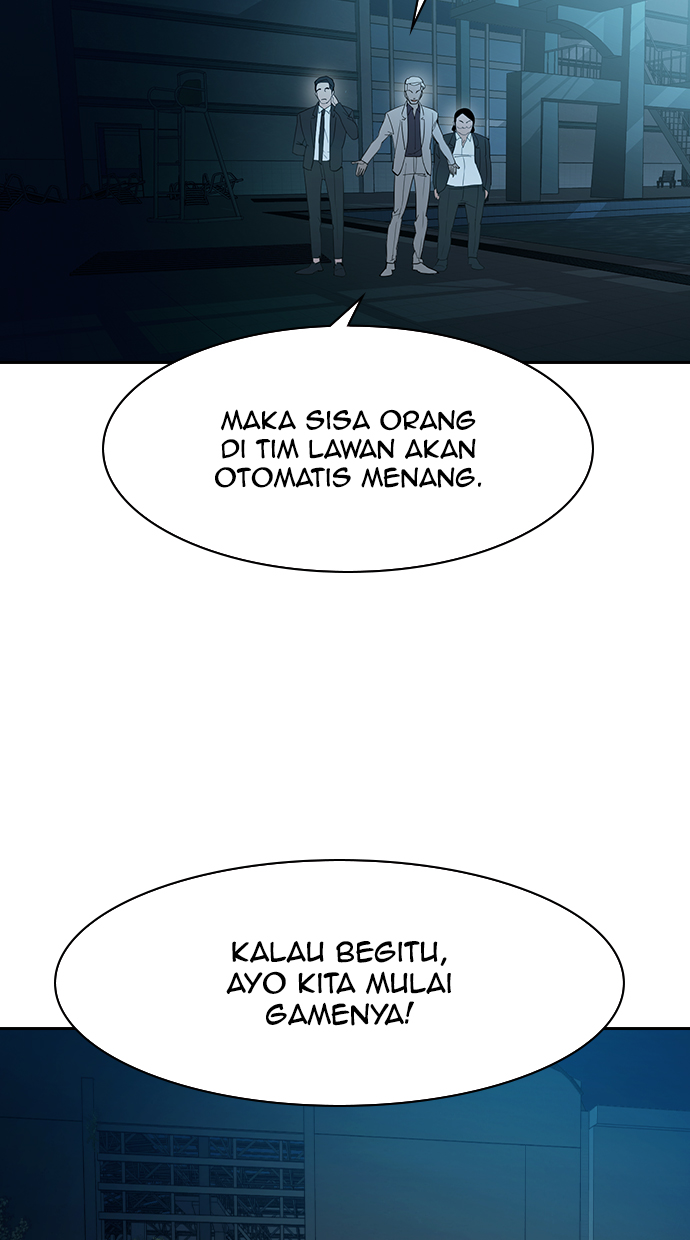 MAKA SISA ORANG
DI TIM LAWAN AKAN
OTOMATIS MENANG.
KALAU BEGITU,
AYO KITA MULAI
GAMENYA!